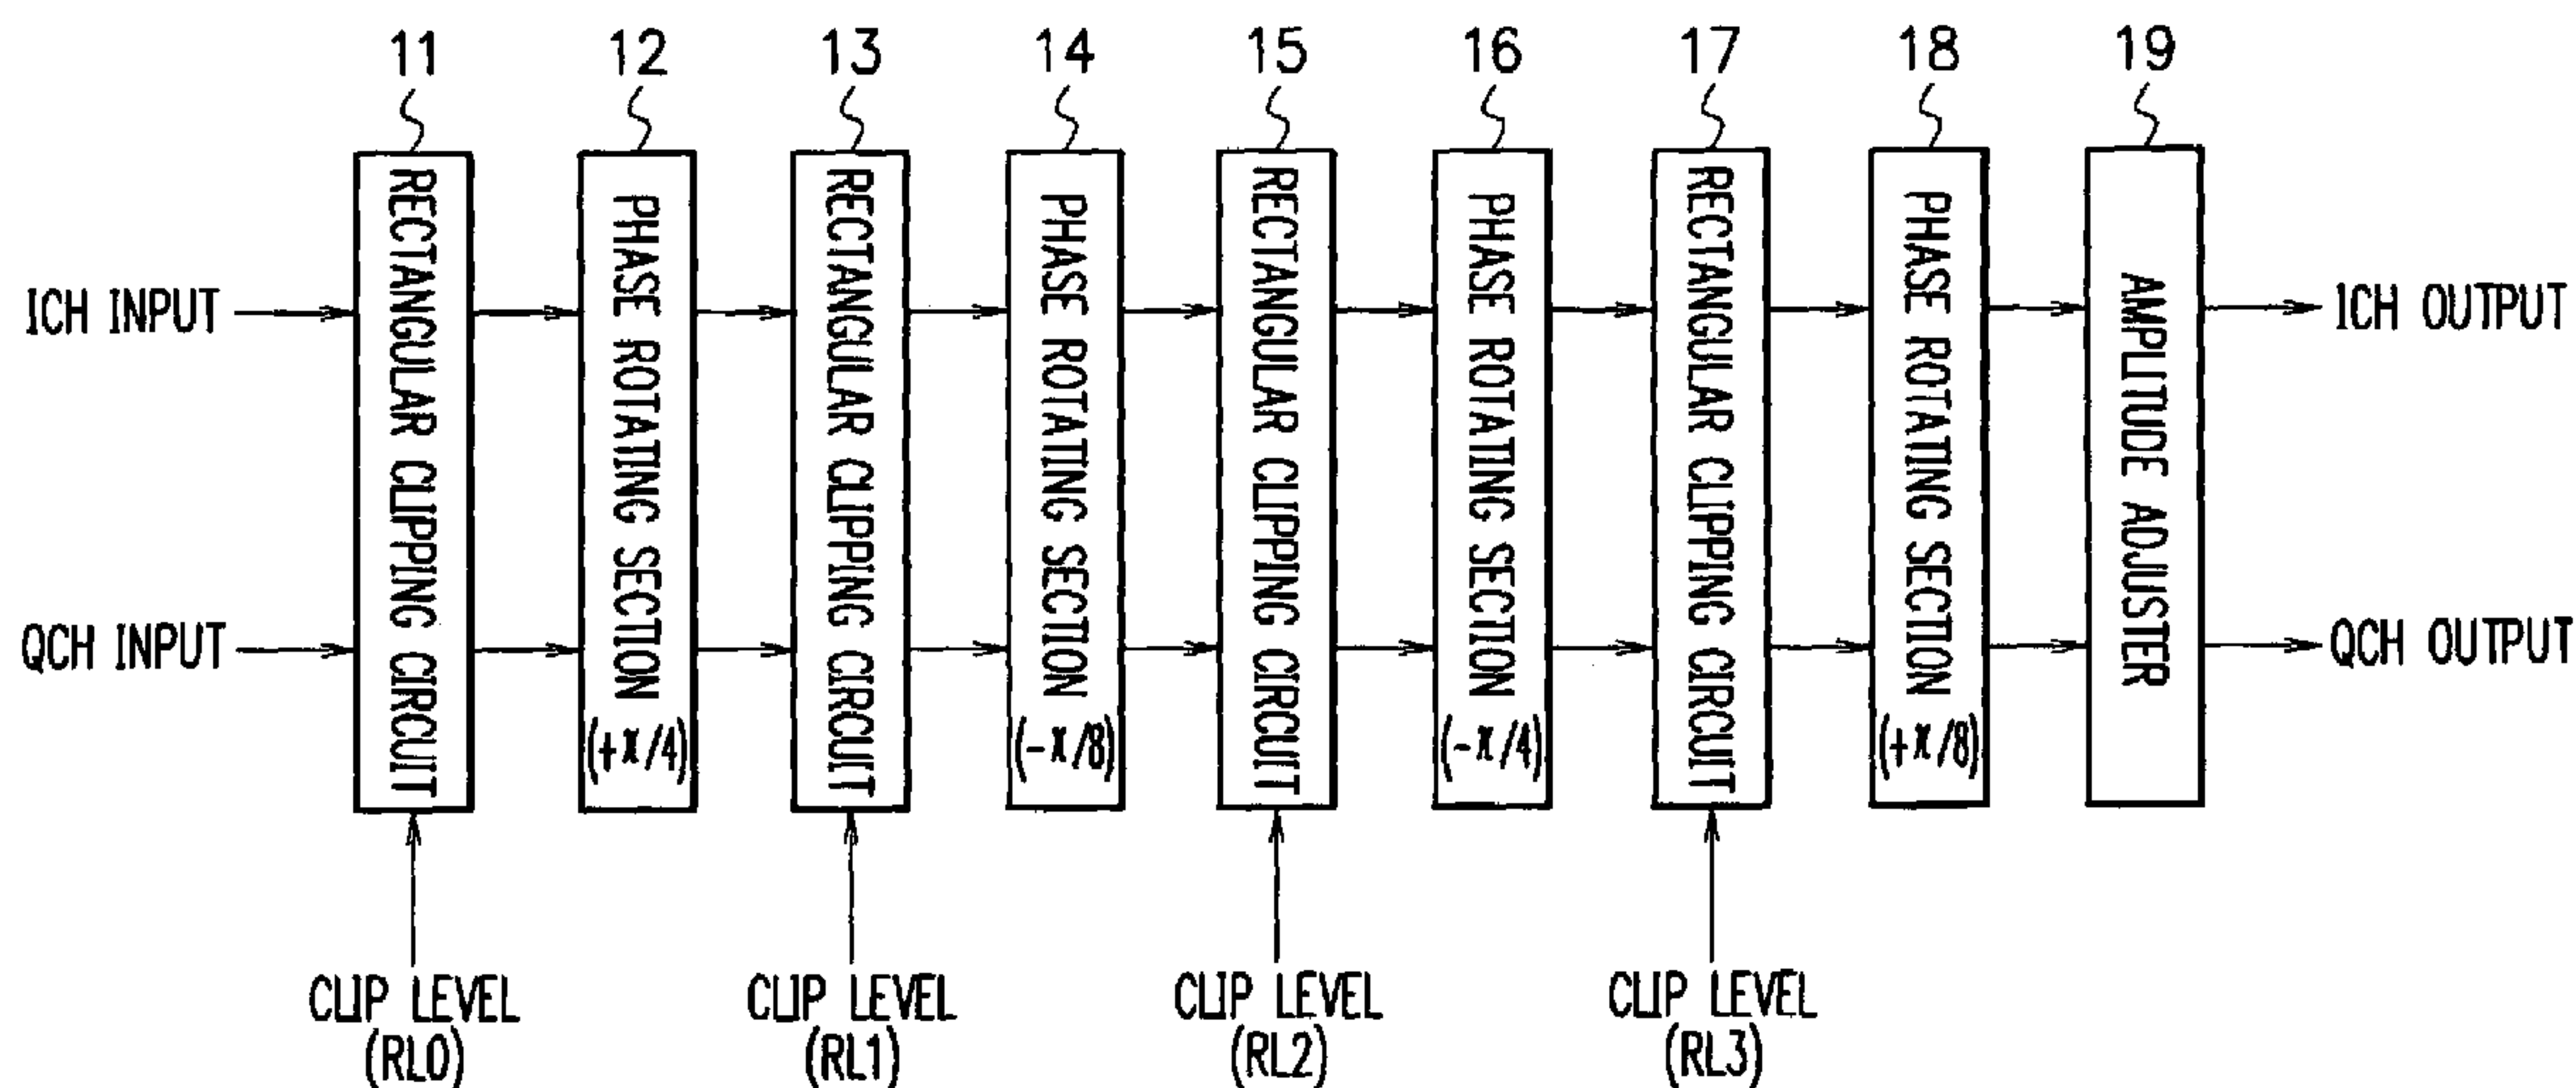 11
12
13
14
15
16
17
18
19
ICH INPUT
QCH INPUT
RECTANGULAR CLIPPING CIRCUIT
PHASE ROTATING SECTION
(+π/4)
RECTANGULAR CLIPPING CIRCUIT
PHASE ROTATING SECTION
(-π/8)
RECTANGULAR CLIPPING CIRCUIT
PHASE ROTATING SECTION
(-π/4)
RECTANGULAR CLIPPING CIRCUIT
PHASE ROTATING SECTION
(+π/8)
AMPLITUDE ADJUSTER
ICH OUTPUT
QCH OUTPUT
CLIP LEVEL
(RL0)
CLIP LEVEL
(RL1)
CLIP LEVEL
(RL2)
CLIP LEVEL
(RL3)